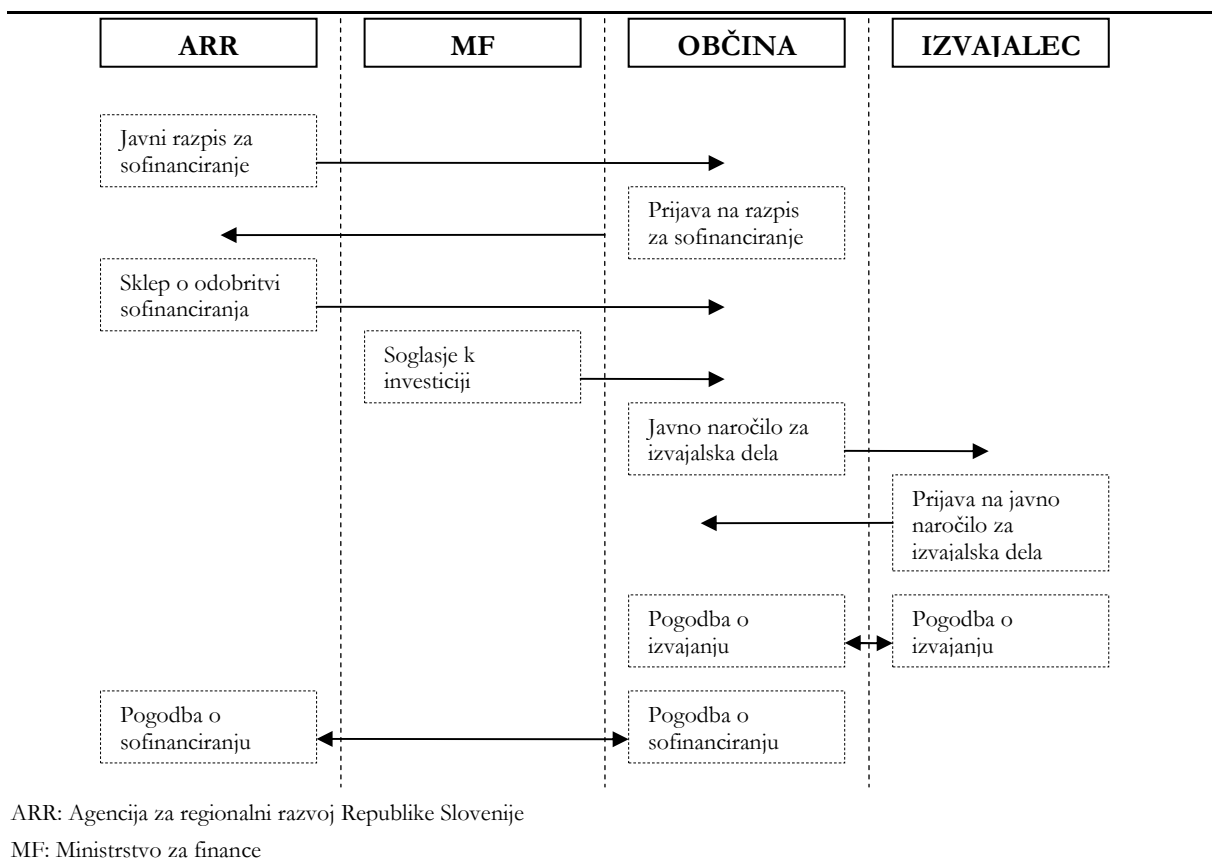 ARR
MF
OBČINA
IZVAJALEC
Javni razpis za
sofinanciranje
Prijava na razpis
za sofinanciranje
Sklep o odobritvi
sofinanciranja
Soglasje k
investiciji
Javno naročilo za
izvajalska dela
Prijava na javno
naročilo za
izvajalska dela
Pogodba o
izvajanju
Pogodba o
izvajanju
Pogodba o
sofinanciranju
Pogodba o
sofinanciranju
ARR: Agencija za regionalni razvoj Republike Slovenije
MF: Ministrstvo za finance